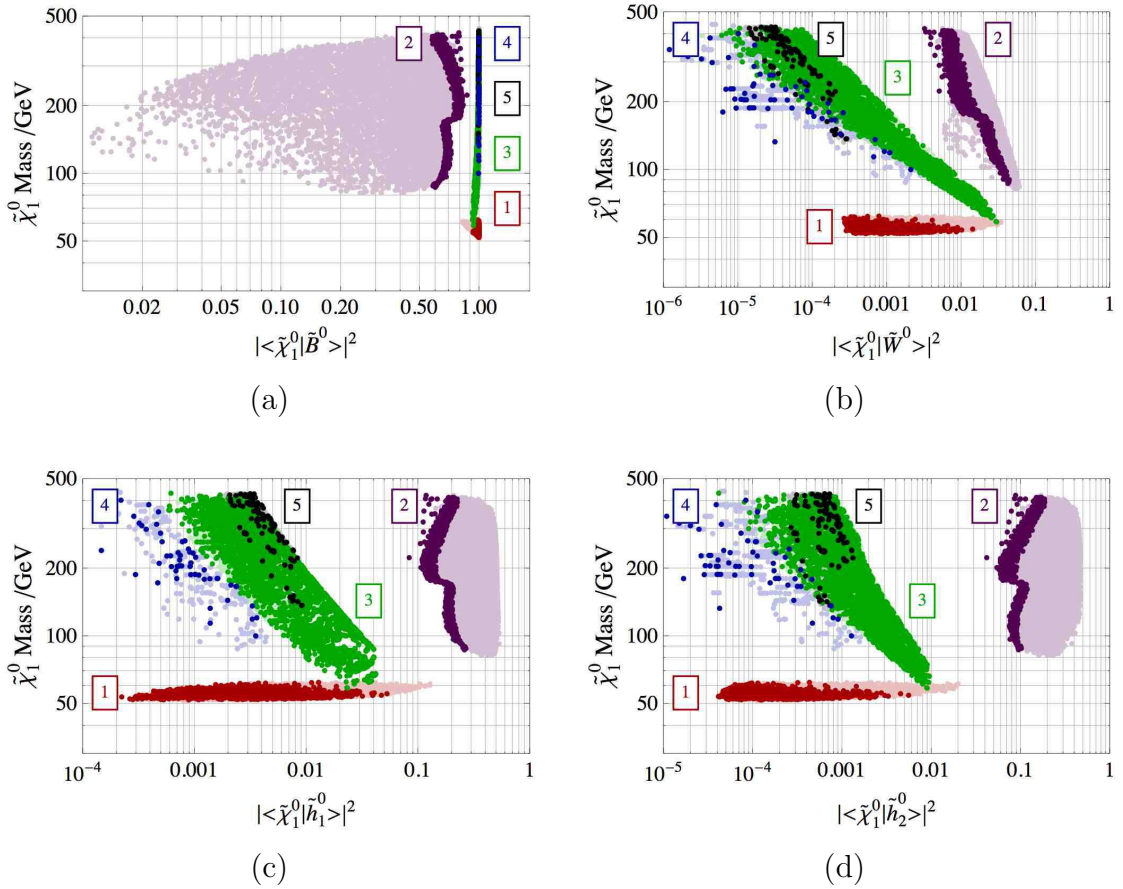 500
200
100
50
0.02 0.05 0.10 0.20 0.50 1.00
χ̃₁⁰ Mass /GeV
|<χ̃₁⁰|B̃⁰>|²
2
4
5
3
1
(a)
500
200
100
50
10⁻⁶ 10⁻⁵ 10⁻⁴ 0.001 0.01 0.1 1
χ̃₁⁰ Mass /GeV
|<χ̃₁⁰|W̃⁰>|²
4
5
2
3
1
(b)
500
200
100
50
10⁻⁴ 0.001 0.01 0.1 1
χ̃₁⁰ Mass /GeV
|<χ̃₁⁰|h̃₁⁰>|²
4
5
2
3
1
(c)
500
200
100
50
10⁻⁵ 10⁻⁴ 0.001 0.01 0.1 1
χ̃₁⁰ Mass /GeV
|<χ̃₁⁰|h̃₂⁰>|²
4
5
2
3
1
(d)